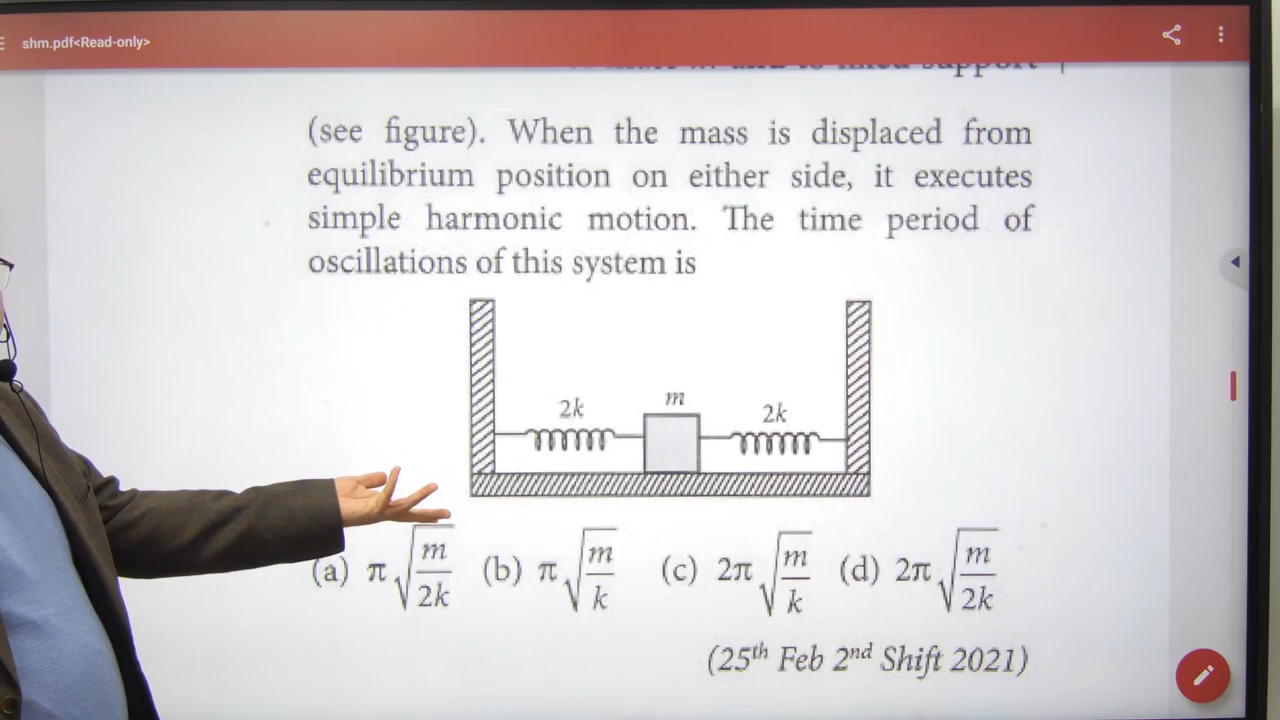 shm.pdf<Read-only>
support
(see figure). When the mass is displaced from
equilibrium position on either side, it executes
simple harmonic motion. The time period of
oscillations of this system is
2k m 2k
(a) π√(m/2k) (b) π√(m/k) (c) 2π√(m/k) (d) 2π√(m/2k)
(25th Feb 2nd Shift 2021)